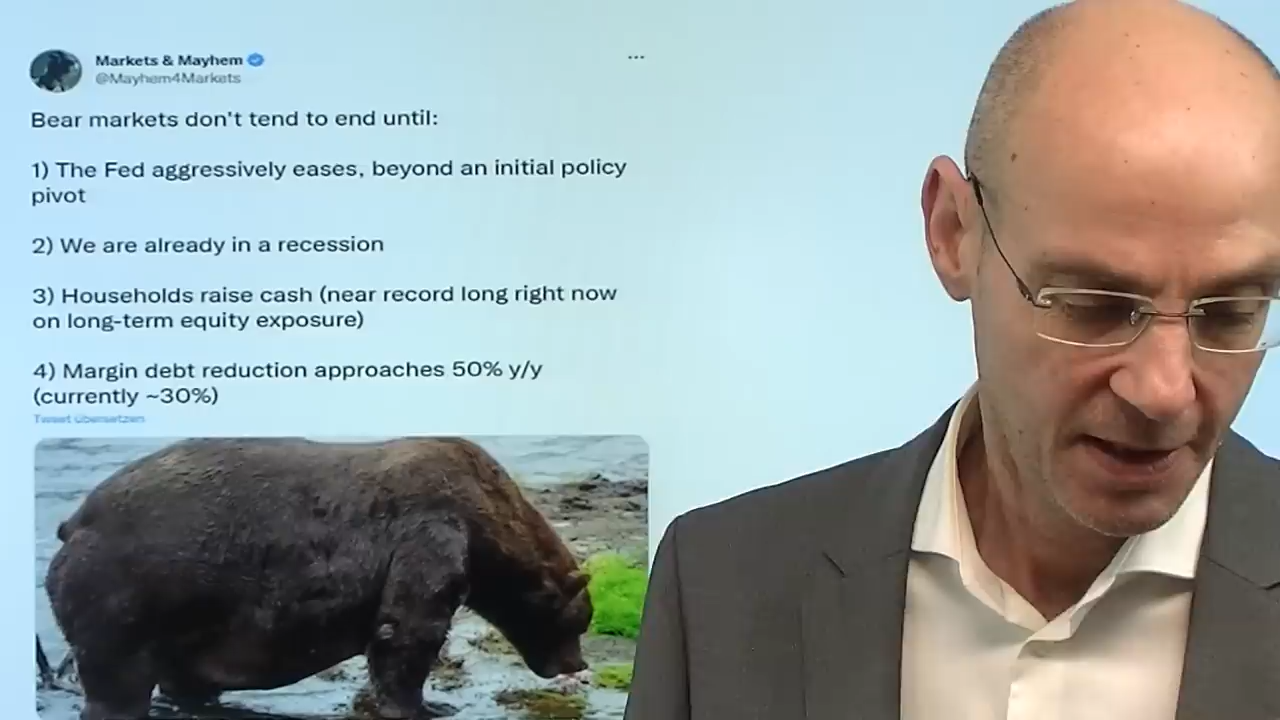 Markets & Mayhem
@Mayhem4Markets
Bear markets don't tend to end until:
1) The Fed aggressively eases, beyond an initial policy
pivot
2) We are already in a recession
3) Households raise cash (near record long right now
on long-term equity exposure)
4) Margin debt reduction approaches 50% y/y
(currently ~30%)
Tweet übersetzen